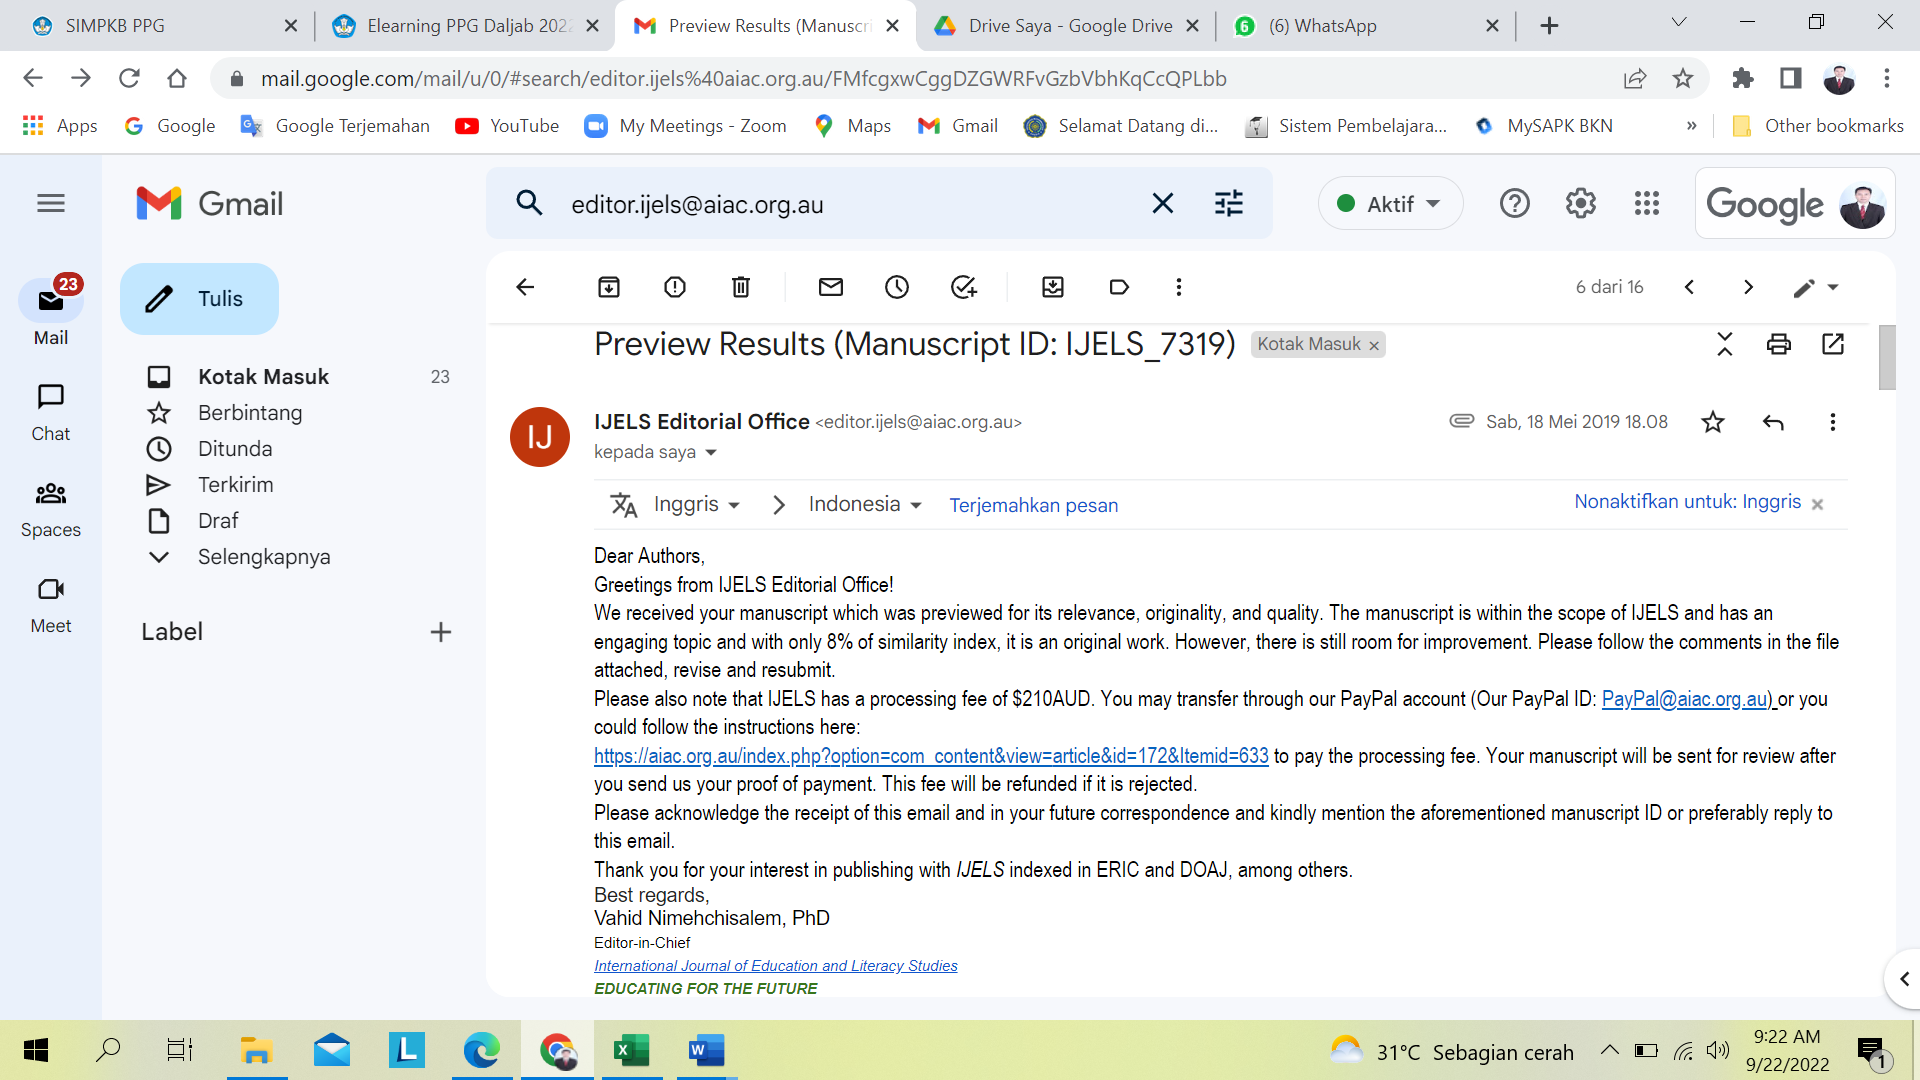 SIMPKB PPG
Elearning PPG Daljab 2022
Preview Results (Manuscri
Drive Saya - Google Drive
6
(6) WhatsApp
mail.google.com/mail/u/0/#search/editor.ijels%40aiac.org.au/FMfcgxwCggDZGWRFvGzbVbhKqCcQPLbb
Apps
Google
Google Terjemahan
YouTube
My Meetings - Zoom
Maps
Gmail
Selamat Datang di...
Sistem Pembelajara...
MySAPK BKN
»
Other bookmarks
Gmail
editor.ijels@aiac.org.au
Aktif
Google
23
Mail
Chat
Spaces
Meet
Tulis
Kotak Masuk 23
Berbintang
Ditunda
Terkirim
Draf
Selengkapnya
Label
6 dari 16
Preview Results (Manuscript ID: IJELS_7319) Kotak Masuk ×
IJ
IJELS Editorial Office <editor.ijels@aiac.org.au>
Sab, 18 Mei 2019 18.08
kepada saya
Inggris
Indonesia
Terjemahkan pesan
Nonaktifkan untuk: Inggris ×
Dear Authors,
Greetings from IJELS Editorial Office!
We received your manuscript which was previewed for its relevance, originality, and quality. The manuscript is within the scope of IJELS and has an
engaging topic and with only 8% of similarity index, it is an original work. However, there is still room for improvement. Please follow the comments in the file
attached, revise and resubmit.
Please also note that IJELS has a processing fee of $210AUD. You may transfer through our PayPal account (Our PayPal ID: PayPal@aiac.org.au) or you
could follow the instructions here:
https://aiac.org.au/index.php?option=com_content&view=article&id=172&Itemid=633 to pay the processing fee. Your manuscript will be sent for review after
you send us your proof of payment. This fee will be refunded if it is rejected.
Please acknowledge the receipt of this email and in your future correspondence and kindly mention the aforementioned manuscript ID or preferably reply to
this email.
Thank you for your interest in publishing with IJELS indexed in ERIC and DOAJ, among others.
Best regards,
Vahid Nimehchisalem, PhD
Editor-in-Chief
International Journal of Education and Literacy Studies
EDUCATING FOR THE FUTURE
L
X
W
31°C Sebagian cerah
9:22 AM
9/22/2022
1